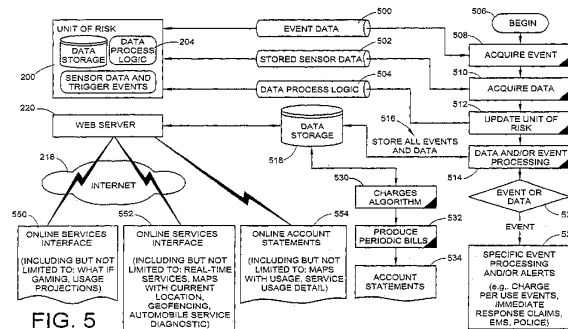 500
EVENT DATA
506
BEGIN
UNIT OF RISK
DATA
STORAGE
DATA
PROCESS
LOGIC
204
SENSOR DATA AND
TRIGGER EVENTS
200
502
STORED SENSOR DATA
504
DATA PROCESS LOGIC
508
ACQUIRE EVENT
510
ACQUIRE DATA
512
UPDATE UNIT OF
RISK
220
WEB SERVER
DATA
STORAGE
518
516
STORE ALL EVENTS
AND DATA
DATA AND/OR EVENT
PROCESSING
514
218
INTERNET
530
CHARGES
ALGORITHM
EVENT OR
DATA
EVENT
532
PRODUCE
PERIODIC BILLS
534
ACCOUNT
STATEMENTS
550
ONLINE SERVICES
INTERFACE
(INCLUDING BUT NOT
LIMITED TO: WHAT IF
GAMING, USAGE
PROJECTIONS)
552
ONLINE SERVICES
INTERFACE
(INCLUDING BUT NOT
LIMITED TO: REAL-TIME
SERVICES, MAPS
WITH CURRENT
LOCATION,
GEOFENCING,
AUTOMOBILE SERVICE
DIAGNOSTIC)
554
ONLINE ACCOUNT
STATEMENTS
(INCLUDING BUT NOT
LIMITED TO: MAPS
WITH USAGE, SERVICE
USAGE DETAIL)
SPECIFIC EVENT
PROCESSING
AND/OR ALERTS
(e.g., CHARGE
PER USE EVENTS,
IMMEDIATE
RESPONSE CLAIMS,
EMS, POLICE)
FIG. 5